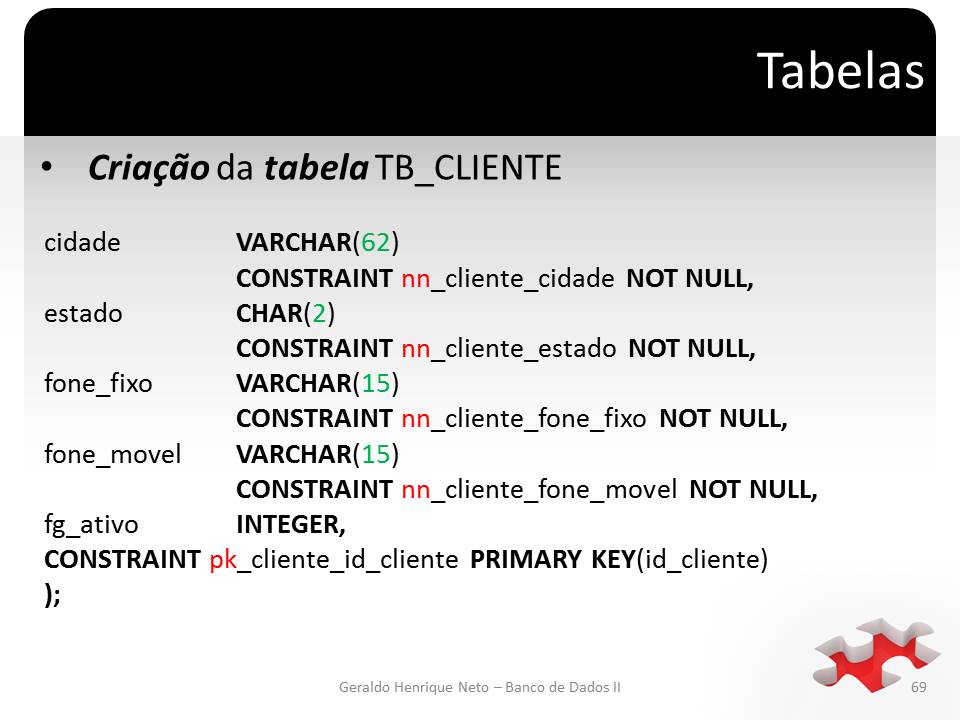 Tabelas
• Criação da tabela TB_CLIENTE
cidade VARCHAR(62)
CONSTRAINT nn_cliente_cidade NOT NULL,
estado CHAR(2)
CONSTRAINT nn_cliente_estado NOT NULL,
fone_fixo VARCHAR(15)
CONSTRAINT nn_cliente_fone_fixo NOT NULL,
fone_movel VARCHAR(15)
CONSTRAINT nn_cliente_fone_movel NOT NULL,
fg_ativo INTEGER,
CONSTRAINT pk_cliente_id_cliente PRIMARY KEY(id_cliente)
);
Geraldo Henrique Neto – Banco de Dados II 69